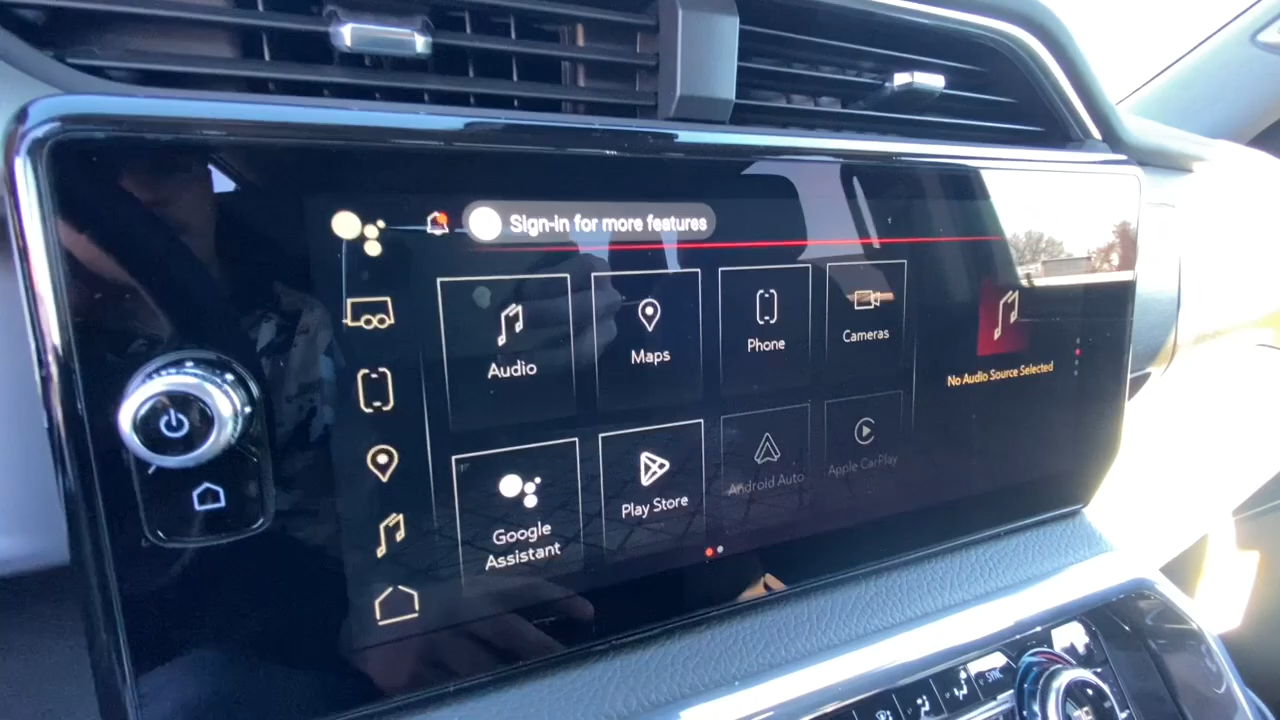 Sign-in for more features
Audio
Maps
Phone
Cameras
No Audio Source Selected
Google
Assistant
Play Store
Android Auto
Apple CarPlay
SYNC